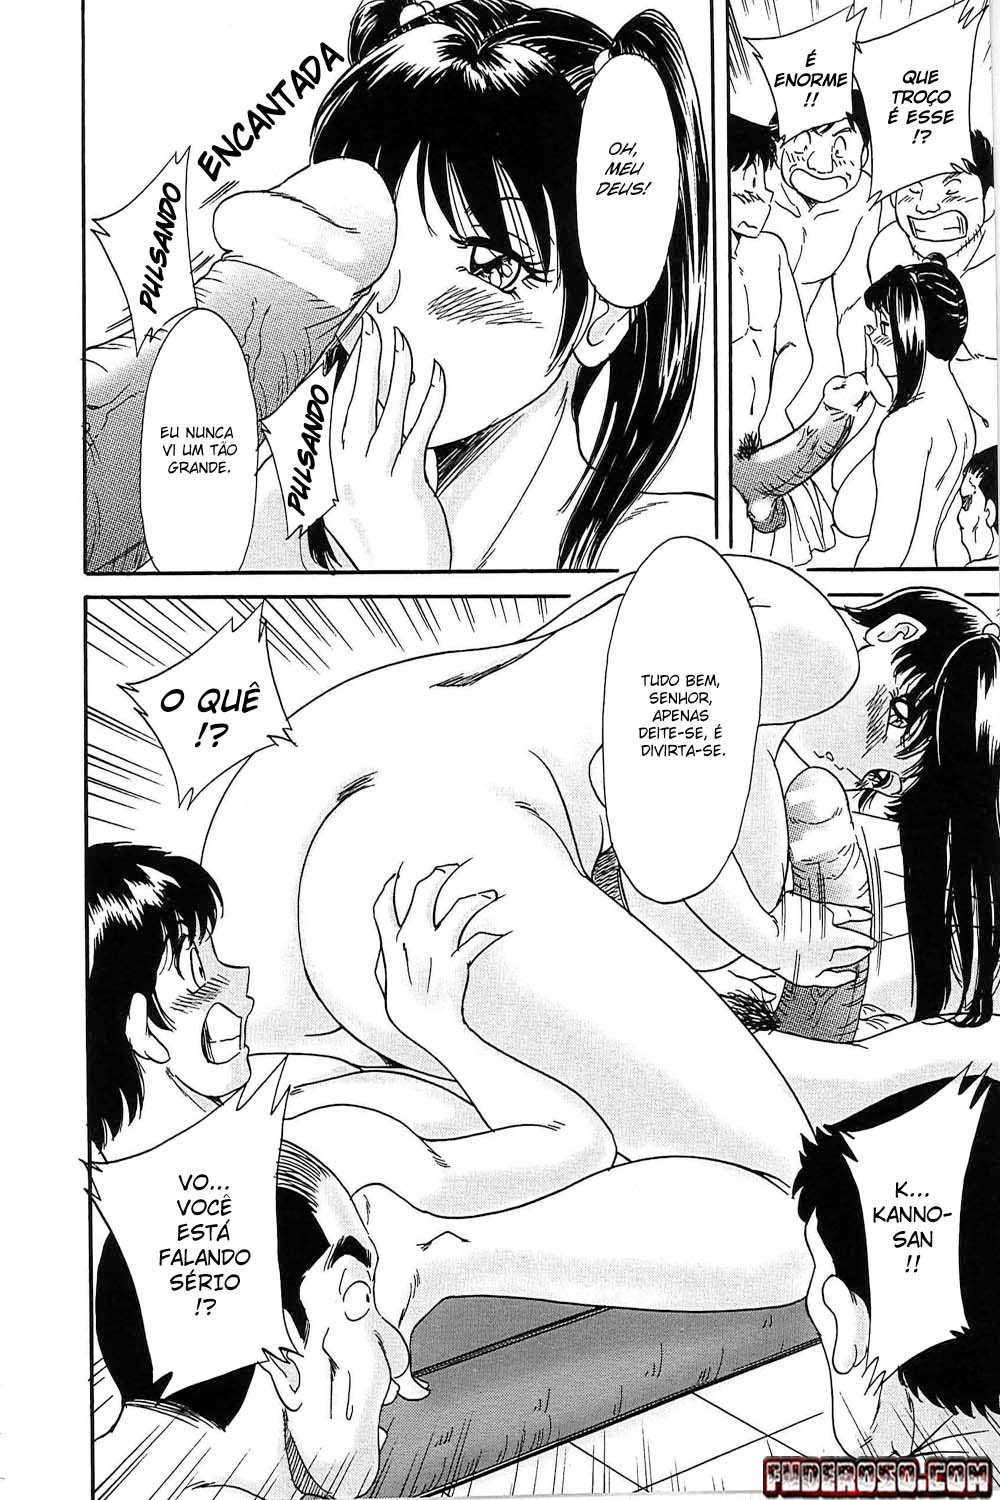 QUE
TROÇO
É ESSE
!?
É
ENORME
!!
OH,
MEU
DEUS!
ENCANTADA
PULSANDO
EU NUNCA
VI UM TÃO
GRANDE.
PULSANDO
TUDO BEM,
SENHOR,
APENAS
DEITE-SE, É
DIVIRTA-SE.
O QUÊ
!?
K...
KANNO-
SAN
!!
VO...
VOCÊ
ESTÁ
FALANDO
SÉRIO
!?
FUDEROSO.COM